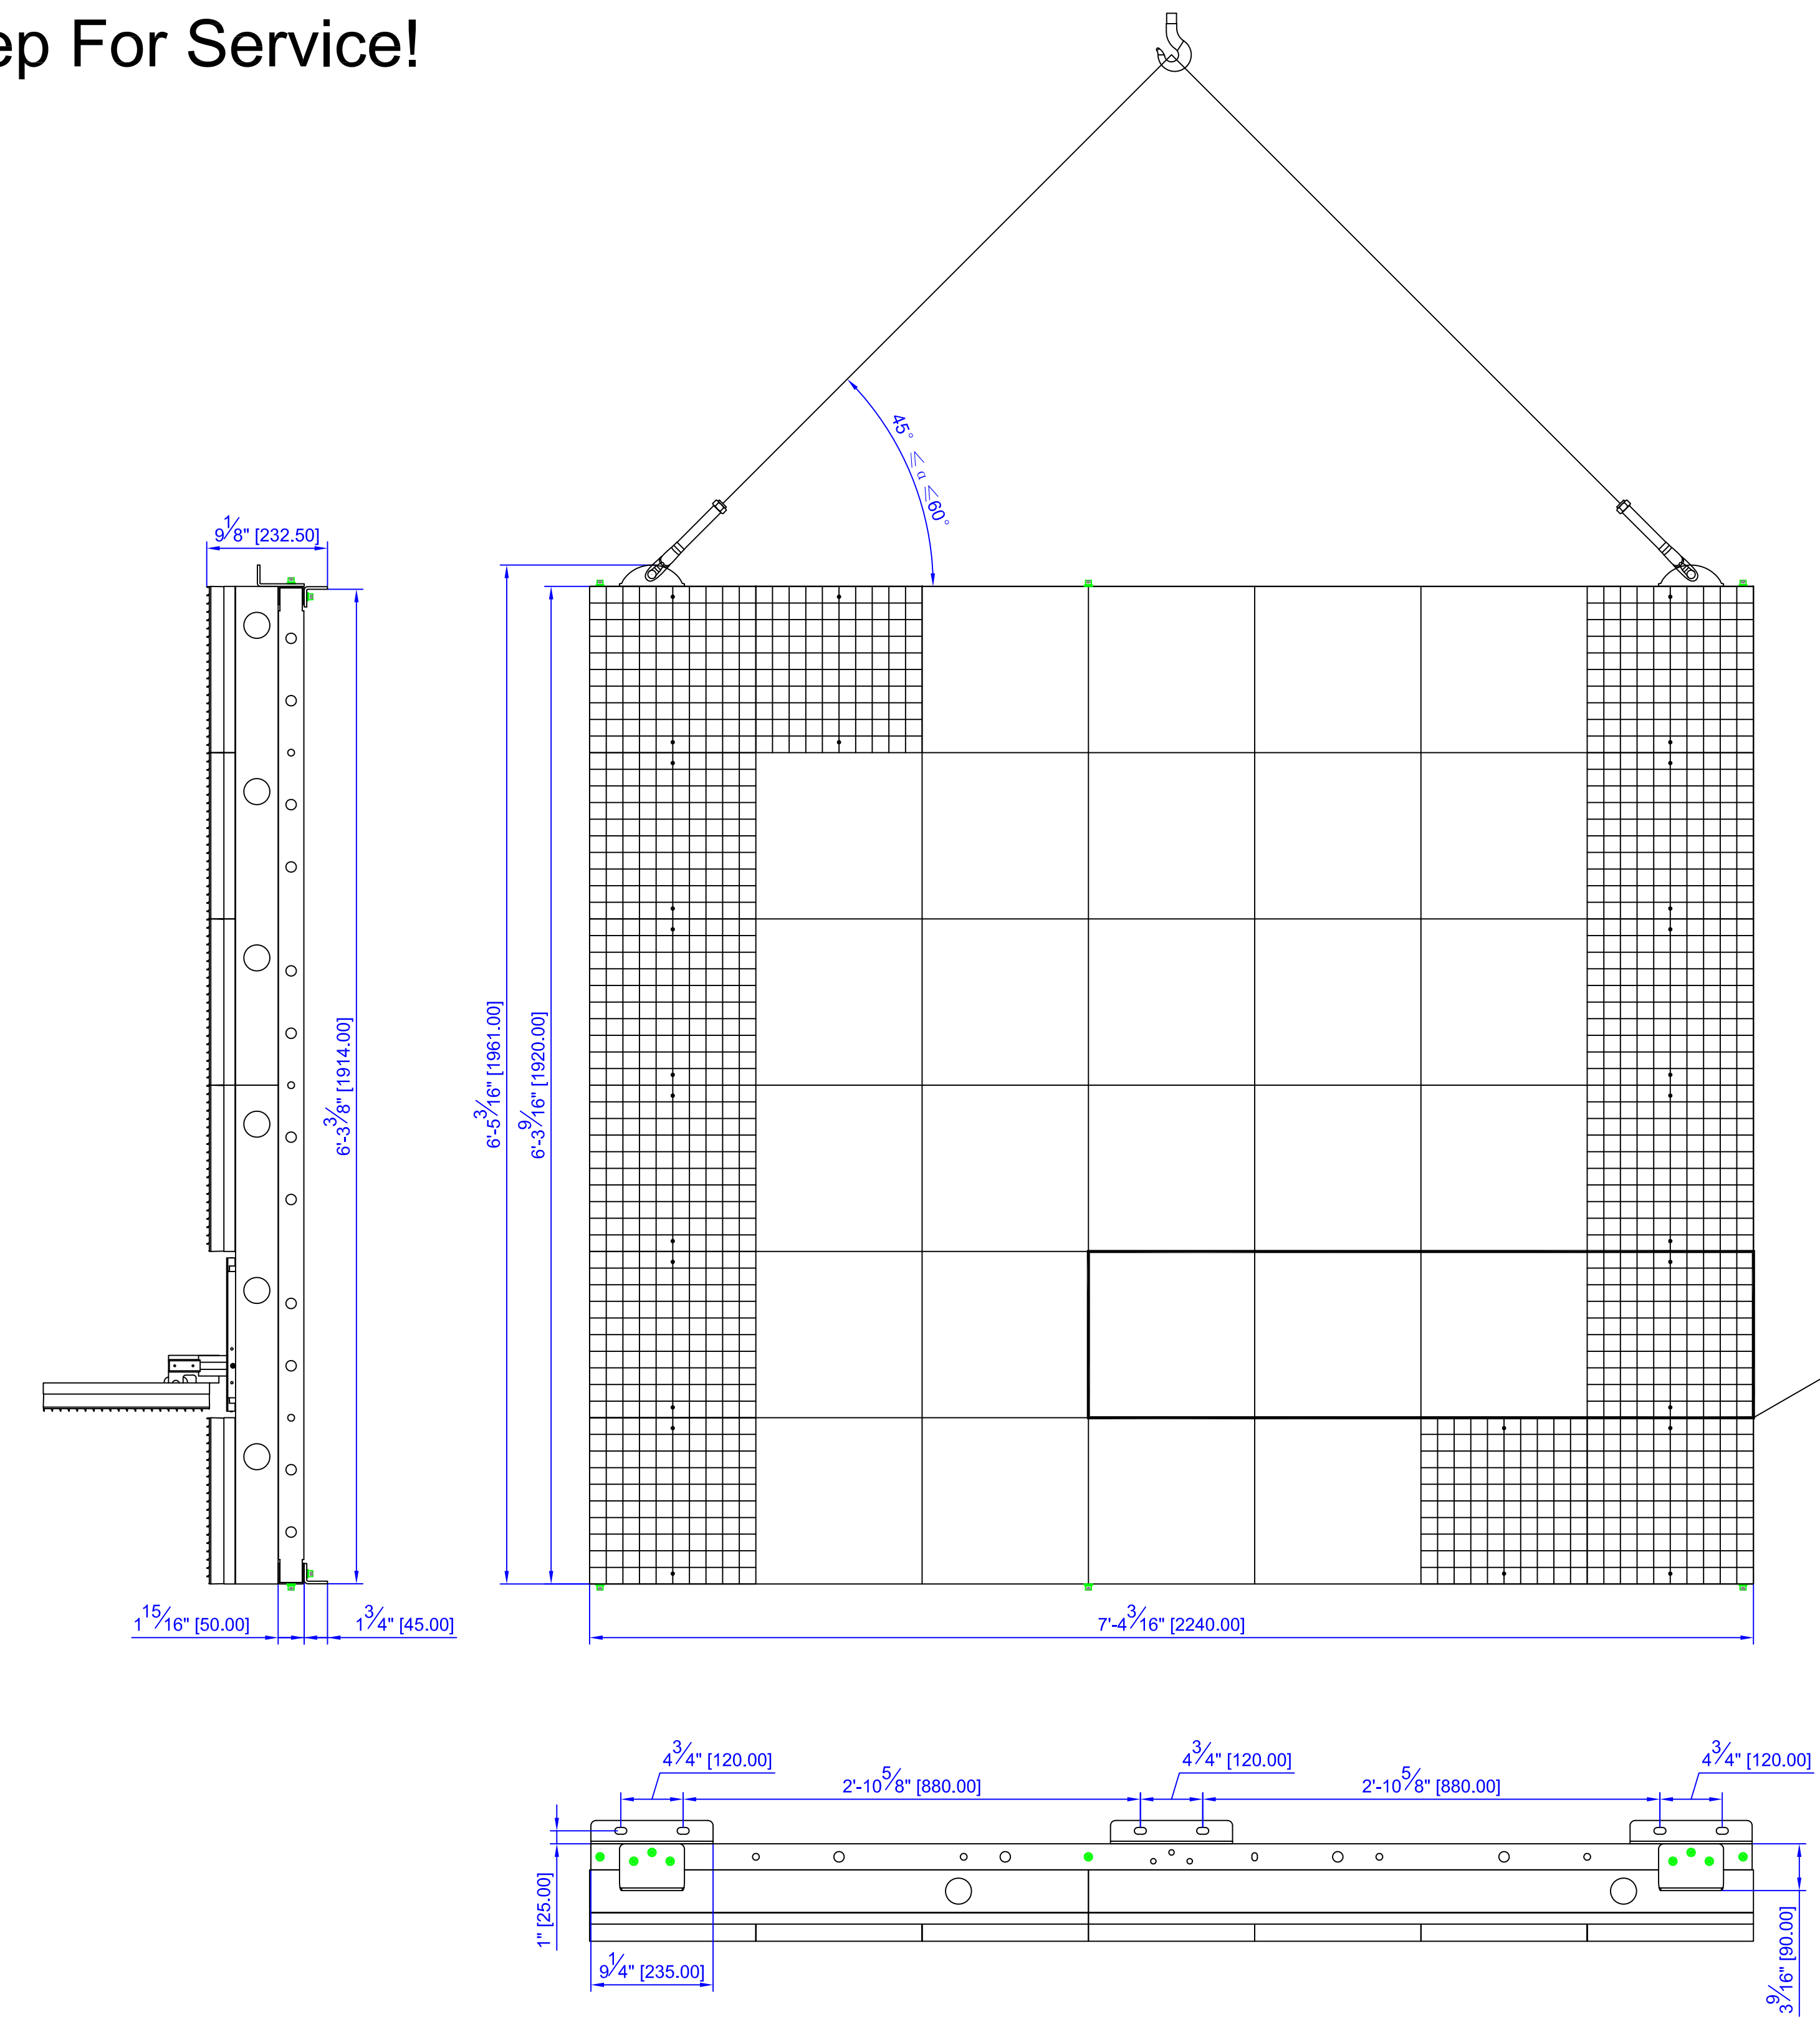 ep For Service!
45° ≤ α ≤60°
9 1/8" [232.50]
6'-3 3/8" [1914.00]
6'-5 3/16" [1961.00]
6'-3 9/16" [1920.00]
1 15/16" [50.00]
1 3/4" [45.00]
7'-4 3/16" [2240.00]
4 3/4" [120.00]
2'-10 5/8" [880.00]
4 3/4" [120.00]
2'-10 5/8" [880.00]
4 3/4" [120.00]
1" [25.00]
9 1/4" [235.00]
3 9/16" [90.00]